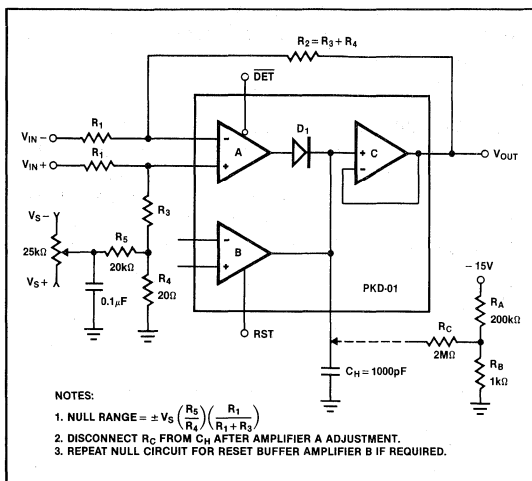 R2 = R3 + R4
DET
R1
VIN−
R1
VIN+
A
D1
C
VOUT
VS−
R3
25kΩ
R5
20kΩ
R4
20Ω
VS+
0.1μF
B
PKD-01
RST
−15V
RA
200kΩ
RC
2MΩ
RB
1kΩ
CH = 1000pF
NOTES:
1. NULL RANGE = ± VS (R5/R4)(R1/R1 + R3)
2. DISCONNECT RC FROM CH AFTER AMPLIFIER A ADJUSTMENT.
3. REPEAT NULL CIRCUIT FOR RESET BUFFER AMPLIFIER B IF REQUIRED.